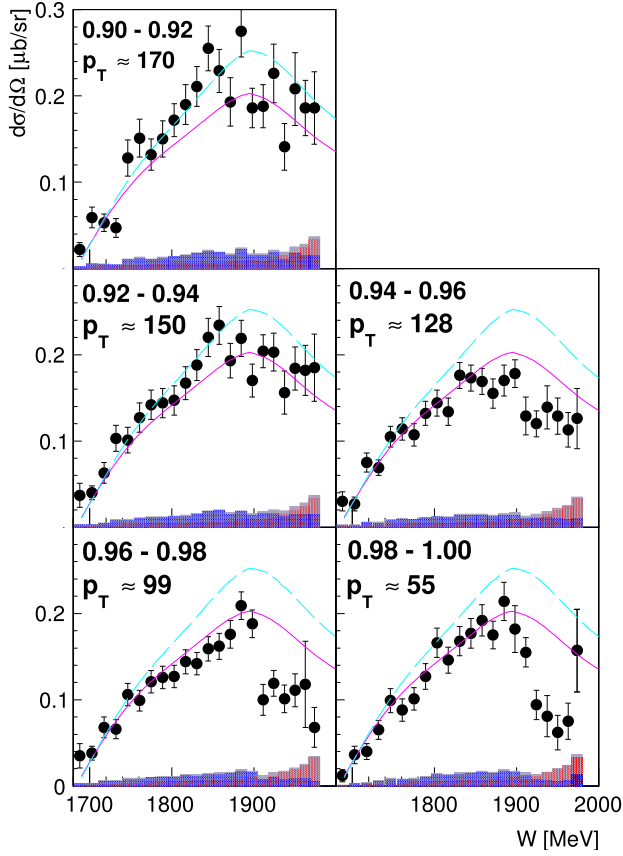 dσ/dΩ [μb/sr]
0.3
0.90 - 0.92
p_T ≈ 170
0.2
0.1
0.92 - 0.94
p_T ≈ 150
0.94 - 0.96
p_T ≈ 128
0.2
0.1
0.96 - 0.98
p_T ≈ 99
0.98 - 1.00
p_T ≈ 55
0.2
0.1
0
1700 1800 1900 1800 1900 2000
W [MeV]